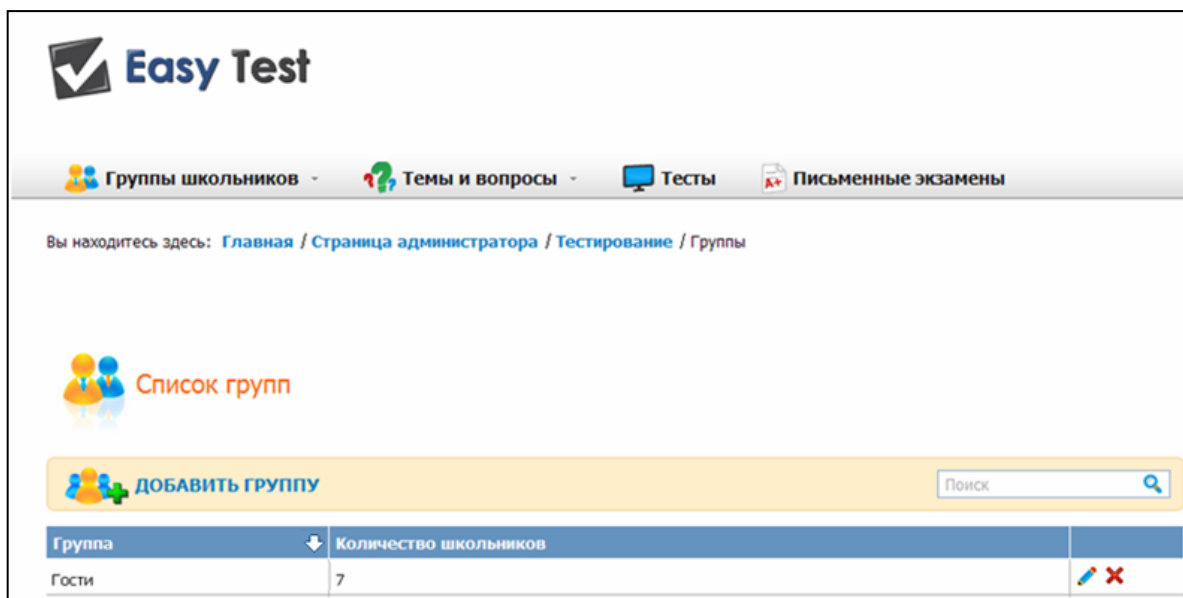 Easy Test
Группы школьников Темы и вопросы Тесты A+ Письменные экзамены
Вы находитесь здесь: Главная / Страница администратора / Тестирование / Группы
Список групп
ДОБАВИТЬ ГРУППУ Поиск
Группа Количество школьников
Гости 7